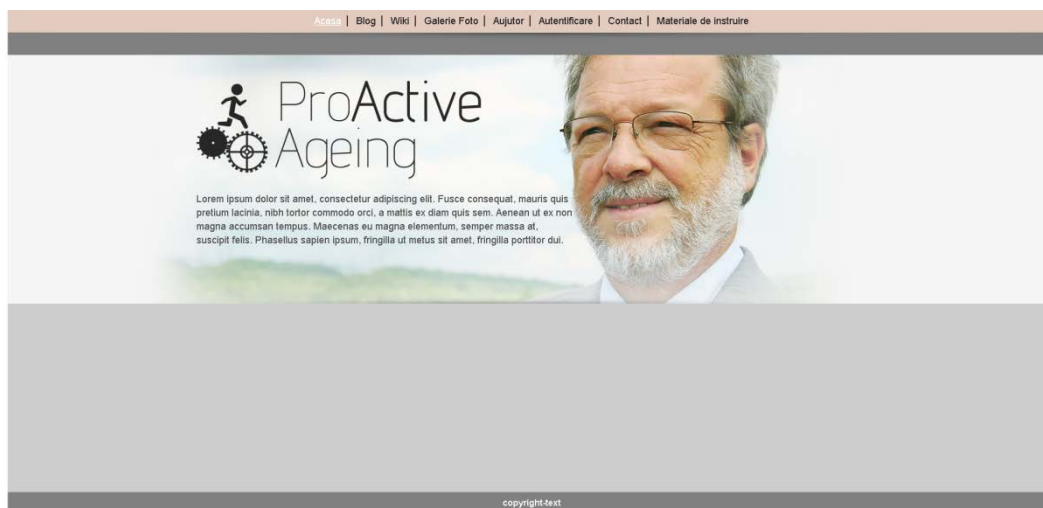 Acasa | Blog | Wiki | Galerie Foto | Aujutor | Autentificare | Contact | Materiale de instruire
ProActive
Ageing
Lorem ipsum dolor sit amet, consectetur adipiscing elit. Fusce consequat, mauris quis
pretium lacinia, nibh tortor commodo orci, a mattis ex diam quis sem. Aenean ut ex non
magna accumsan tempus. Maecenas eu magna elementum, semper massa at,
suscipit felis. Phasellus sapien ipsum, fringilla ut metus sit amet, fringilla porttitor dui.
copyright-text